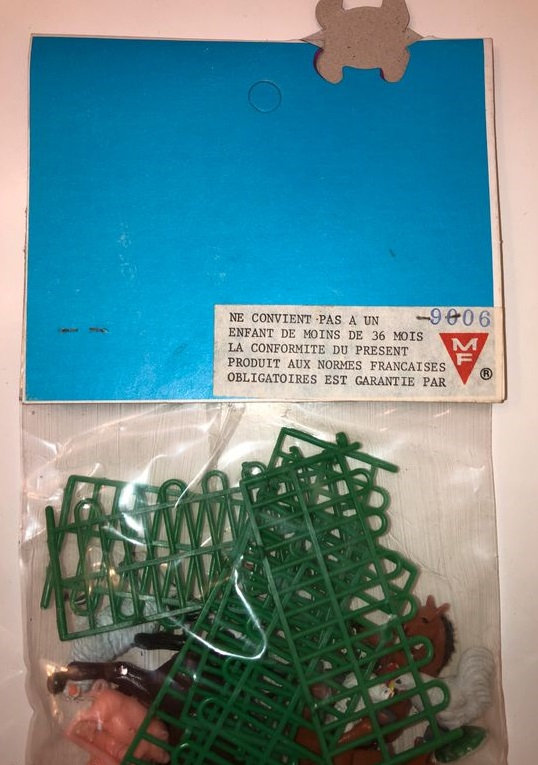 NE CONVIENT PAS A UN
ENFANT DE MOINS DE 36 MOIS
LA CONFORMITE DU PRESENT
PRODUIT AUX NORMES FRANCAISES
OBLIGATOIRES EST GARANTIE PAR
9006
M
F
®